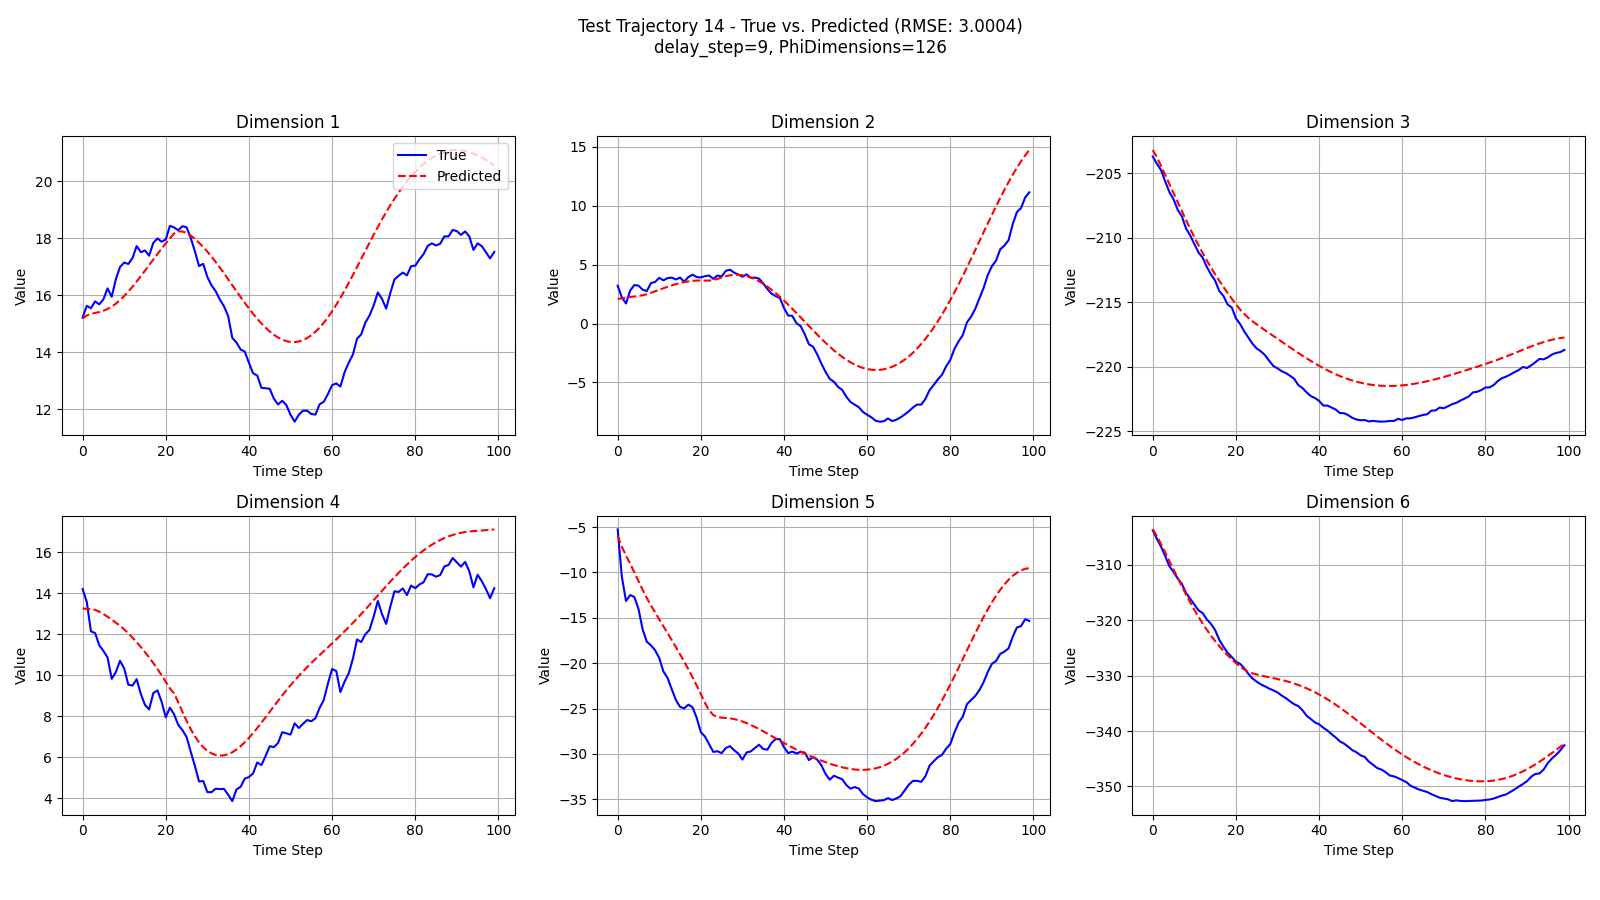 Test Trajectory 14 - True vs. Predicted (RMSE: 3.0004)
delay_step=9, PhiDimensions=126
Dimension 1
True
Predicted
Value
20
18
16
14
12
0 20 40 60 80 100
Time Step
Dimension 2
Value
15
10
5
0
−5
0 20 40 60 80 100
Time Step
Dimension 3
Value
−205
−210
−215
−220
−225
0 20 40 60 80 100
Time Step
Dimension 4
Value
16
14
12
10
8
6
4
0 20 40 60 80 100
Time Step
Dimension 5
Value
−5
−10
−15
−20
−25
−30
−35
0 20 40 60 80 100
Time Step
Dimension 6
Value
−310
−320
−330
−340
−350
0 20 40 60 80 100
Time Step